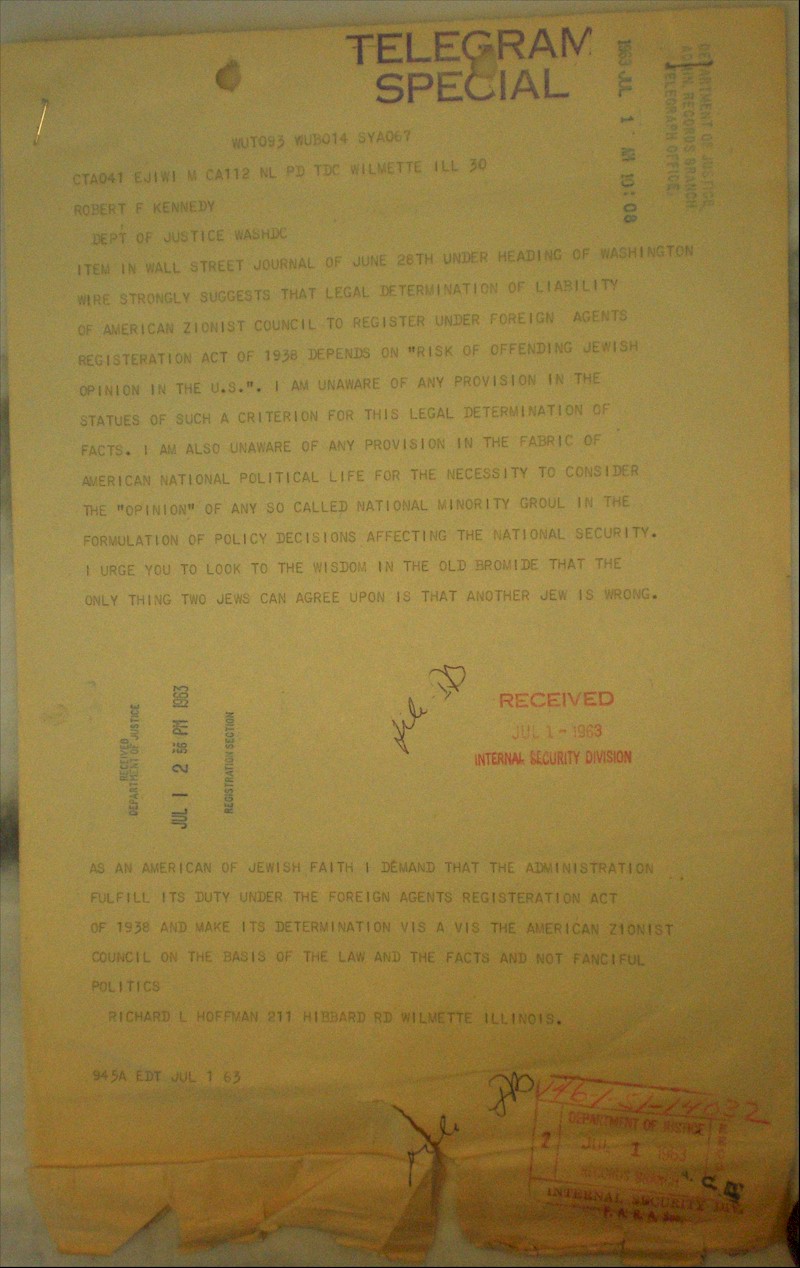 TELEGRAM
SPECIAL
1963 JUL 1 AM 10:08
DEPARTMENT OF JUSTICE
ADMN. RECORDS BRANCH
TELEGRAPH OFFICE
WUT093 WUB014 SYA067
CTA041 EJIWI M CA112 NL PD TDC WILMETTE ILL 30
ROBERT F KENNEDY
DEPT OF JUSTICE WASHDC
ITEM IN WALL STREET JOURNAL OF JUNE 28TH UNDER HEADING OF WASHINGTON
WIRE STRONGLY SUGGESTS THAT LEGAL DETERMINATION OF LIABILITY
OF AMERICAN ZIONIST COUNCIL TO REGISTER UNDER FOREIGN AGENTS
REGISTERATION ACT OF 1938 DEPENDS ON "RISK OF OFFENDING JEWISH
OPINION IN THE U.S.". I AM UNAWARE OF ANY PROVISION IN THE
STATUES OF SUCH A CRITERION FOR THIS LEGAL DETERMINATION OF
FACTS. I AM ALSO UNAWARE OF ANY PROVISION IN THE FABRIC OF
AMERICAN NATIONAL POLITICAL LIFE FOR THE NECESSITY TO CONSIDER
THE "OPINION" OF ANY SO CALLED NATIONAL MINORITY GROUL IN THE
FORMULATION OF POLICY DECISIONS AFFECTING THE NATIONAL SECURITY.
I URGE YOU TO LOOK TO THE WISDOM IN THE OLD BROMIDE THAT THE
ONLY THING TWO JEWS CAN AGREE UPON IS THAT ANOTHER JEW IS WRONG.
RECEIVED
DEPARTMENT OF JUSTICE
JUL 1 2 56 PM 1963
REGISTRATION SECTION
file
RECEIVED
JUL 1 - 1963
INTERNAL SECURITY DIVISION
AS AN AMERICAN OF JEWISH FAITH I DEMAND THAT THE ADMINISTRATION
FULFILL ITS DUTY UNDER THE FOREIGN AGENTS REGISTERATION ACT
OF 1938 AND MAKE ITS DETERMINATION VIS A VIS THE AMERICAN ZIONIST
COUNCIL ON THE BASIS OF THE LAW AND THE FACTS AND NOT FANCIFUL
POLITICS
RICHARD L HOFFMAN 211 HIBBARD RD WILMETTE ILLINOIS.
945A EDT JUL 1 63
file
DEPARTMENT OF JUSTICE
2 JUL 1 1963
RECORDS BRANCH
INTERNAL SECURITY DIV.